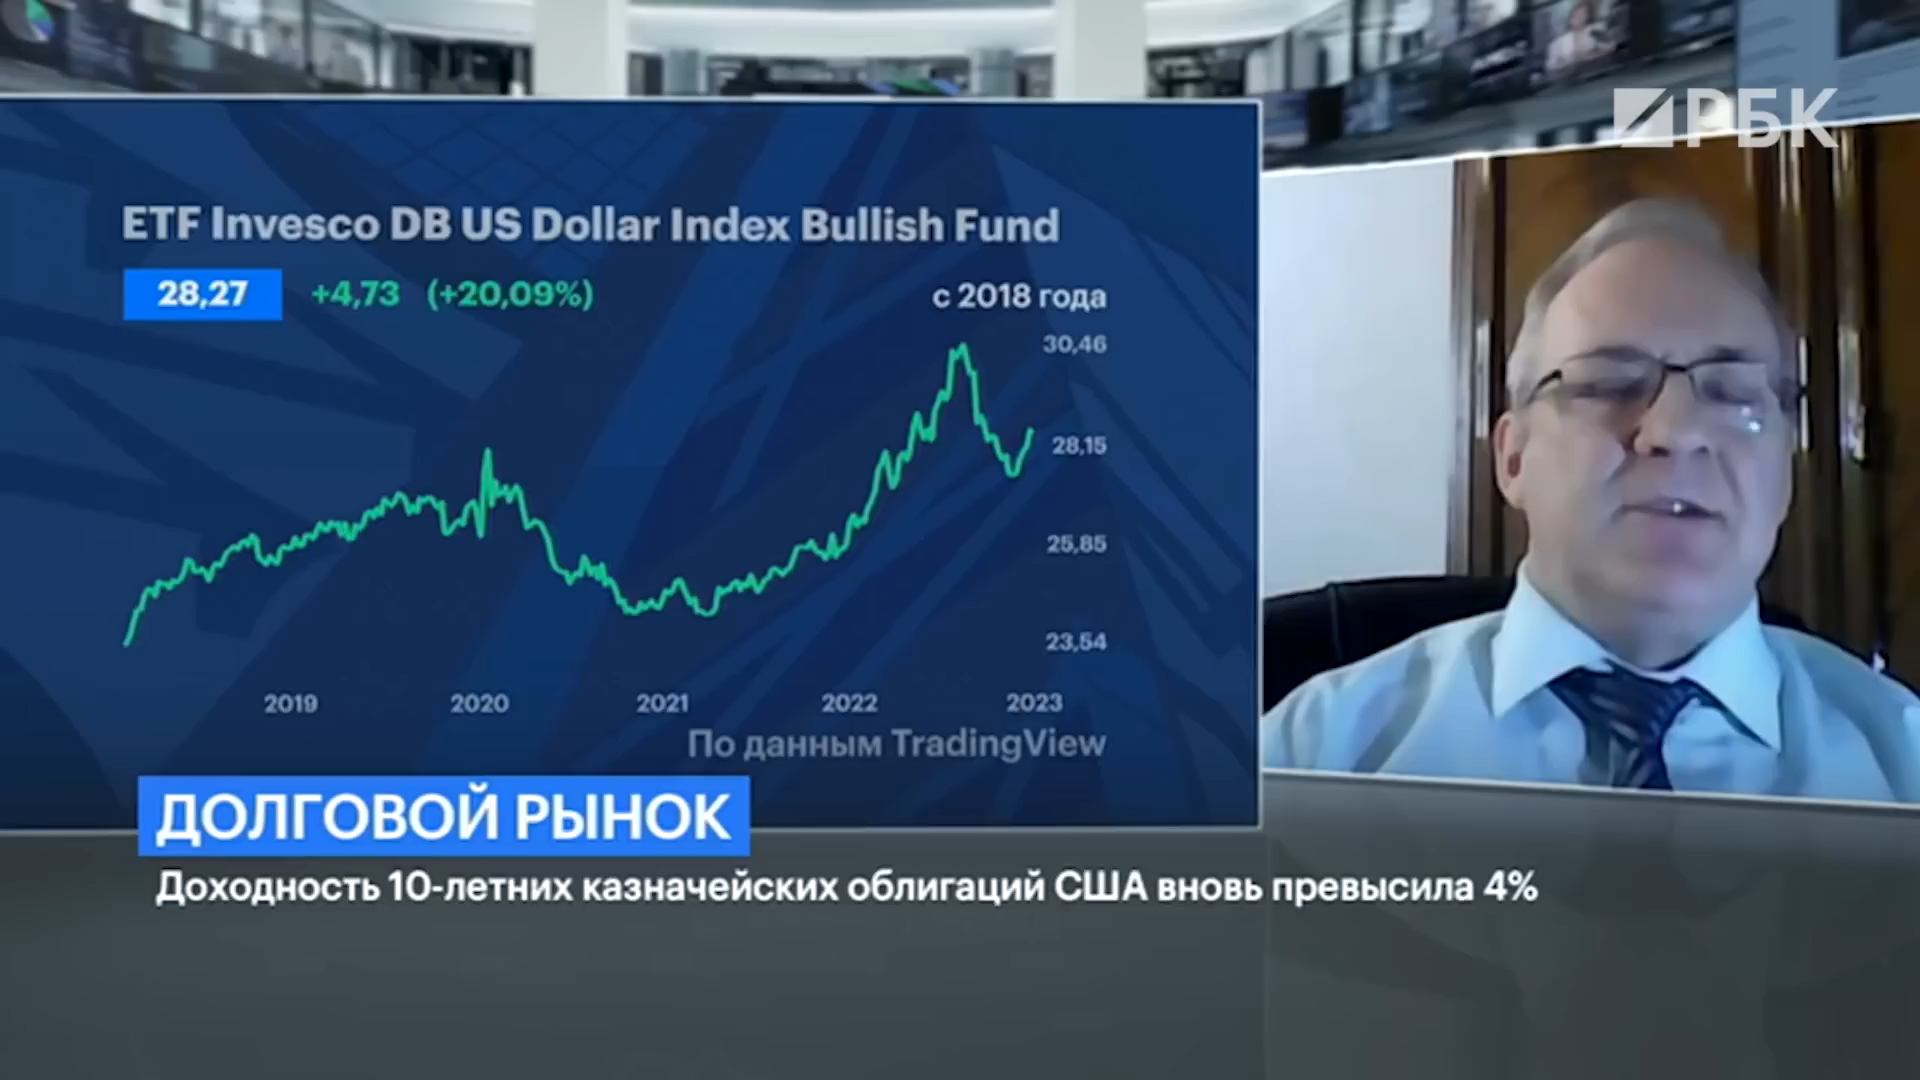 РБК
ETF Invesco DB US Dollar Index Bullish Fund
28,27 +4,73 (+20,09%) с 2018 года
30,46
28,15
25,85
23,54
2019 2020 2021 2022 2023
По данным TradingView
ДОЛГОВОЙ РЫНОК
Доходность 10-летних казначейских облигаций США вновь превысила 4%